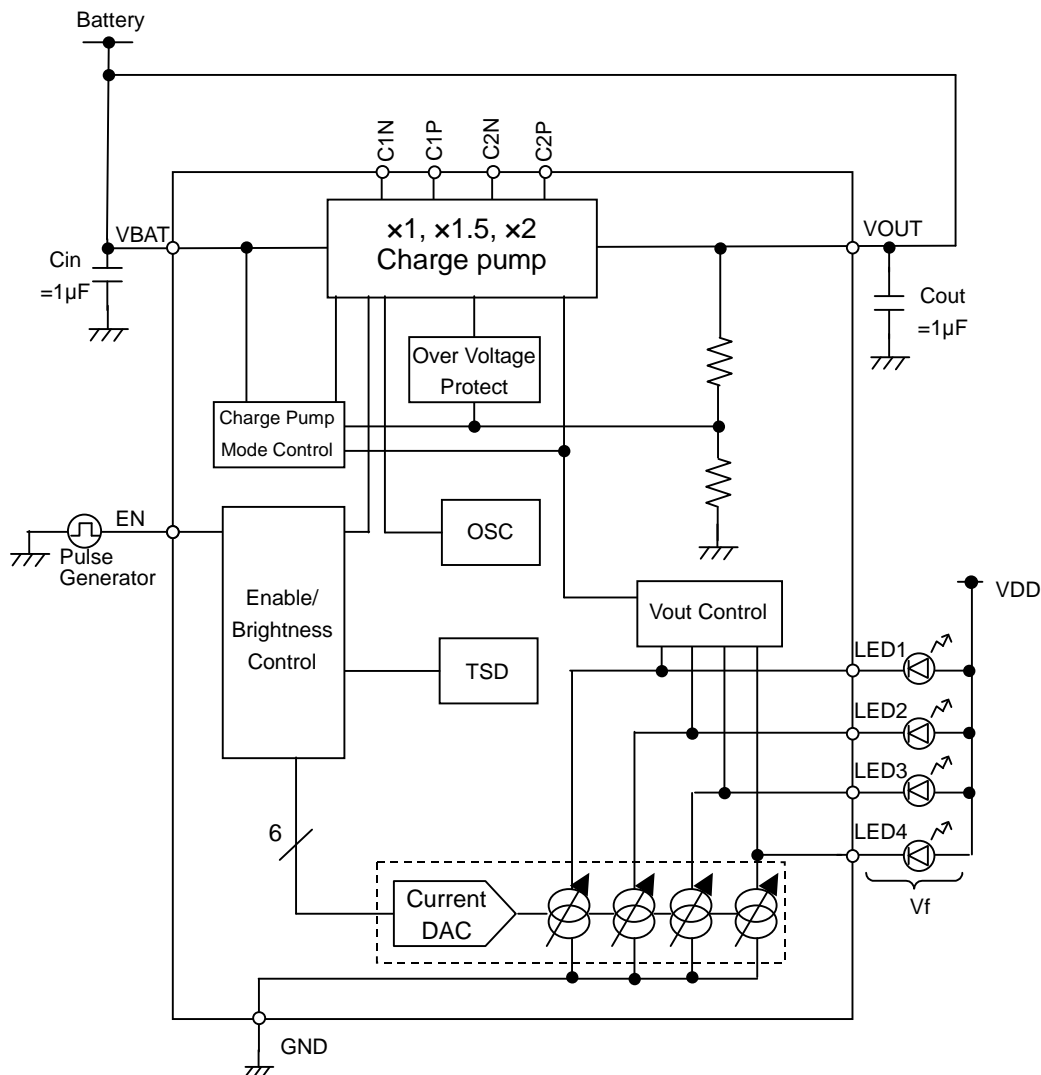 Battery
C1N
C1P
C2N
C2P
VBAT
×1, ×1.5, ×2
Charge pump
VOUT
Cin
=1μF
Cout
=1μF
Over Voltage
Protect
Charge Pump
Mode Control
EN
Pulse
Generator
OSC
Enable/
Brightness
Control
Vout Control
VDD
TSD
LED1
LED2
LED3
LED4
6
Current
DAC
Vf
GND